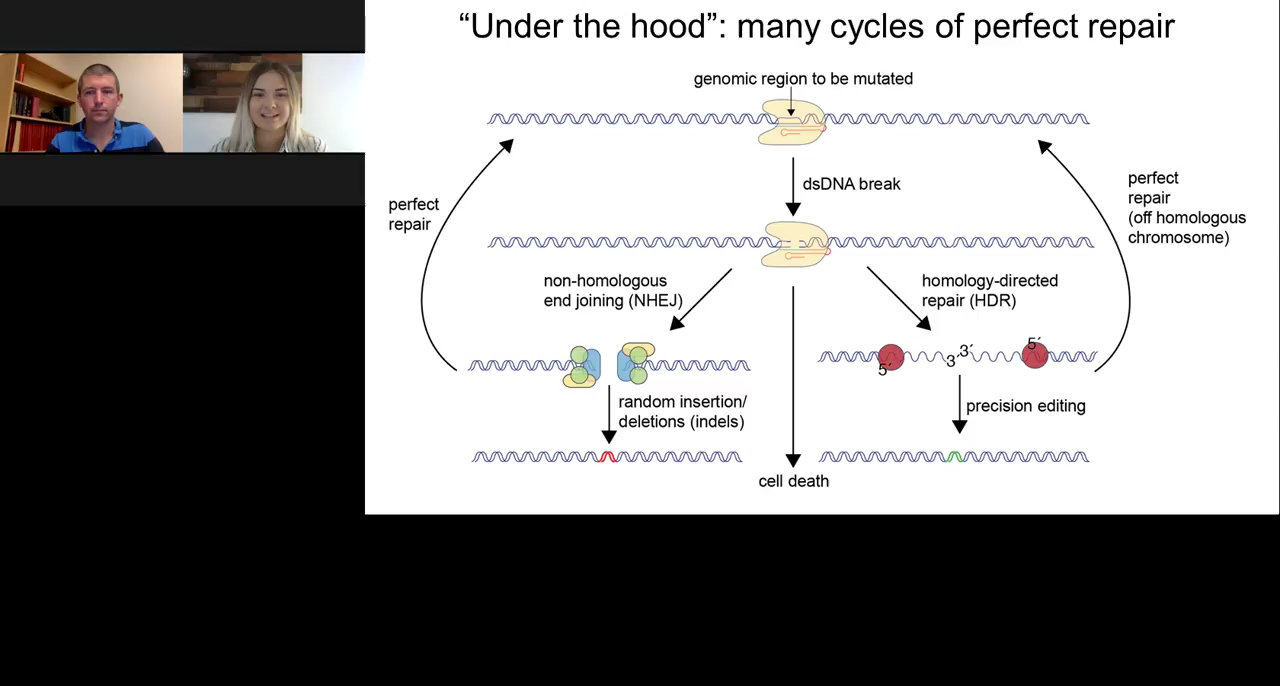 “Under the hood”: many cycles of perfect repair
genomic region to be mutated
dsDNA break
perfect
repair
perfect
repair
(off homologous
chromosome)
non-homologous
end joining (NHEJ)
homology-directed
repair (HDR)
5´
3´
3´
5´
random insertion/
deletions (indels)
precision editing
cell death